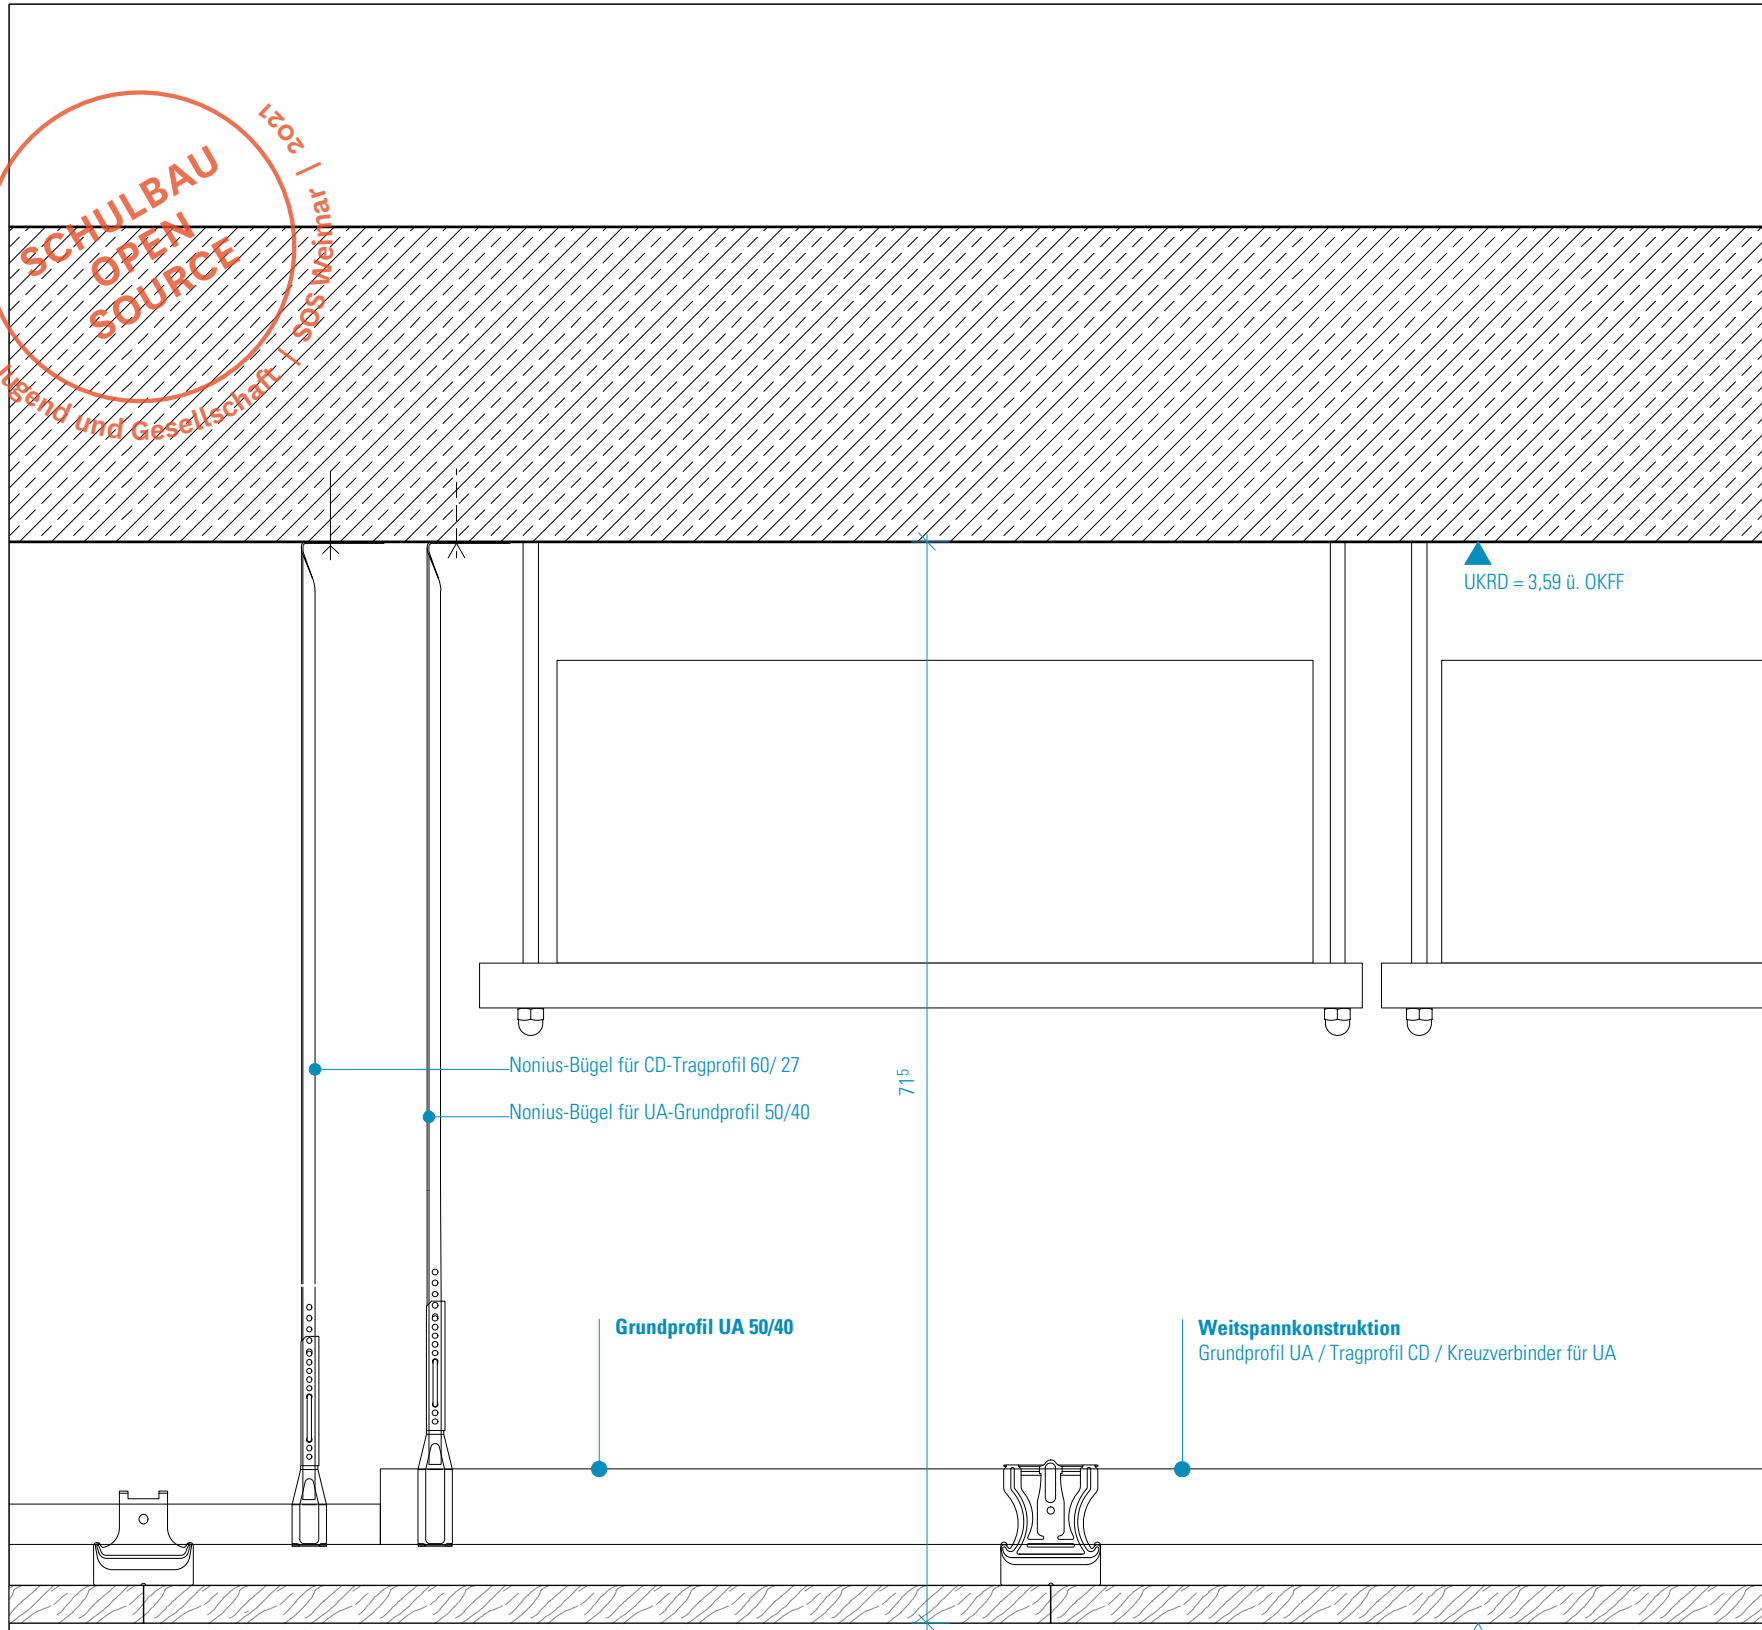 SCHULBAU
OPEN
SOURCE
Jugend und Gesellschaft | SOS Weimar | 2021
UKRD = 3,59 ü. OKFF
Nonius-Bügel für CD-Tragprofil 60/ 27
71⁵
Nonius-Bügel für UA-Grundprofil 50/40
Grundprofil UA 50/40
Weitspannkonstruktion
Grundprofil UA / Tragprofil CD / Kreuzverbinder für UA